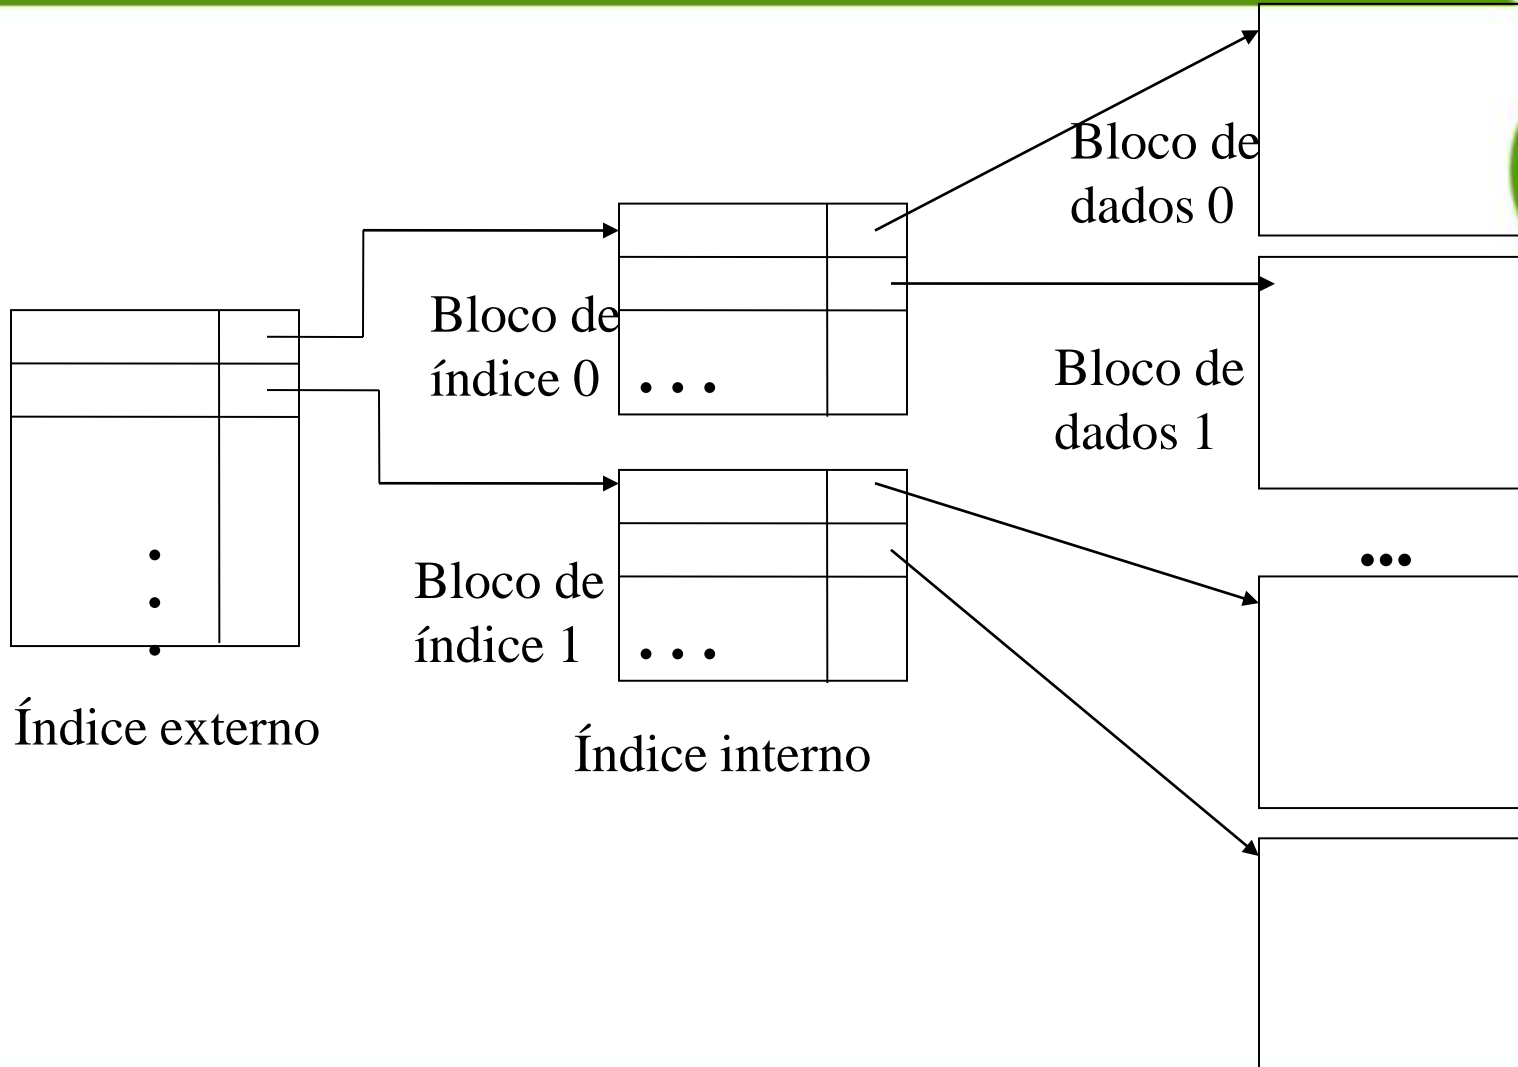 Bloco de
dados 0
Bloco de
índice 0
. . .
Bloco de
dados 1
...
Bloco de
índice 1
. . .
.
.
.
Índice externo
Índice interno